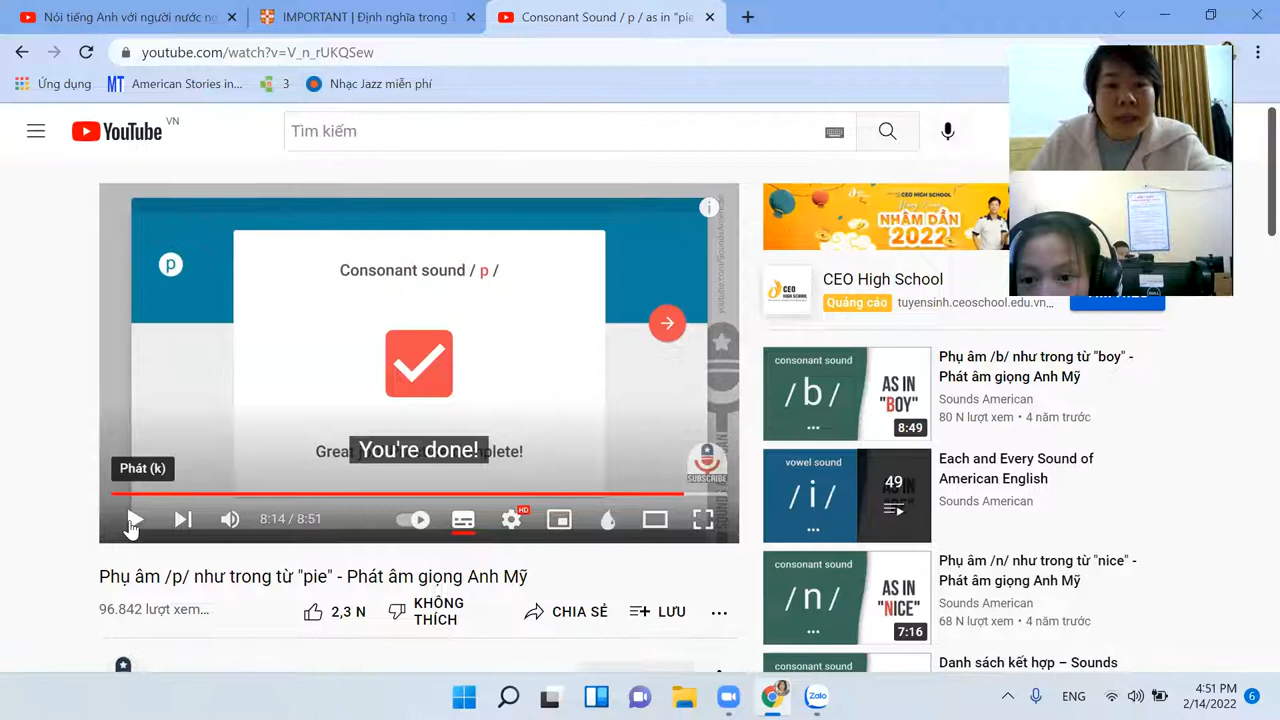 Nói Anh với người nước ng
IMPORTANT | Định nghĩa trong T
Consonant Sound / p / as in "pie"
youtube.com/watch?v=V_n_rUKQSew
Ứng dụng
MT American Stories in...
3
Nhạc Jazz miễn phí
YouTube VN
Tìm kiếm
p
Consonant sound / p /
Great
plete!
You're done!
SUBSCRIBE
Phát (k)
8:14 / 8:51
HD
Phụ âm /p/ như trong từ "pie" - Phát âm giọng Anh Mỹ
96.842 lượt xem...
2,3 N
KHÔNG THÍCH
CHIA SẺ
LƯU
CEO HIGH SCHOOL
NHÂM DẦN
2022
CEO HIGH SCHOOL
CEO High School
Quảng cáo
tuyensinh.ceoschool.edu.vn...
consonant sound
/ b /
AS IN
"BOY"
8:49
Phụ âm /b/ như trong từ "boy" -
Phát âm giọng Anh Mỹ
Sounds American
80 N lượt xem • 4 năm trước
vowel sound
/ i /
49
Each and Every Sound of
American English
Sounds American
consonant sound
/ n /
AS IN
"NICE"
7:16
Phụ âm /n/ như trong từ "nice" -
Phát âm giọng Anh Mỹ
Sounds American
68 N lượt xem • 4 năm trước
consonant sound
Danh sách kết hợp – Sounds
Zalo
ENG
4:51 PM
2/14/2022
6